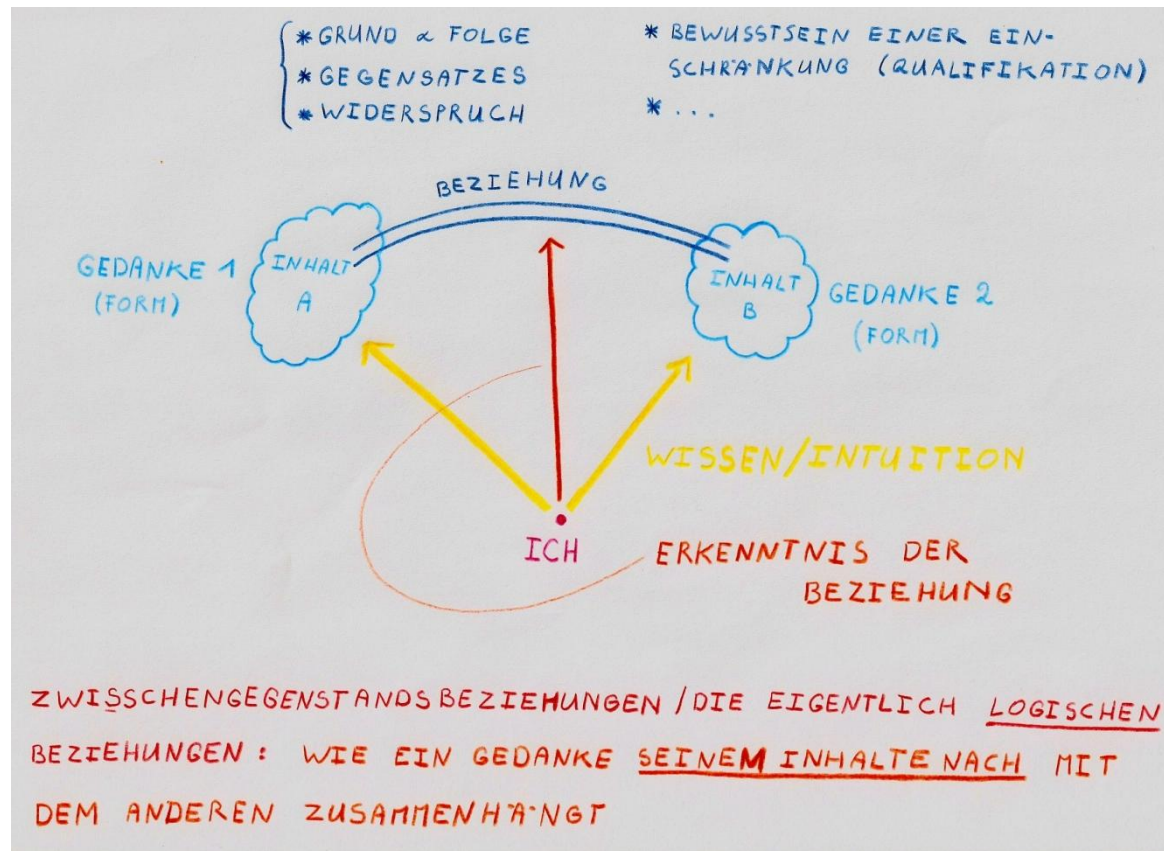 * GRUND & FOLGE
* GEGENSATZES
* WIDERSPRUCH
* BEWUSSTSEIN EINER EIN-
SCHRÄNKUNG (QUALIFIKATION)
* ...
BEZIEHUNG
GEDANKE 1
(FORM)
INHALT
A
INHALT
B
GEDANKE 2
(FORM)
WISSEN/INTUITION
ICH
ERKENNTNIS DER
BEZIEHUNG
ZWISSCHENGEGENSTANDSBEZIEHUNGEN / DIE EIGENTLICH LOGISCHEN
BEZIEHUNGEN: WIE EIN GEDANKE SEINEM INHALTE NACH MIT
DEM ANDEREN ZUSAMMENHÄNGT